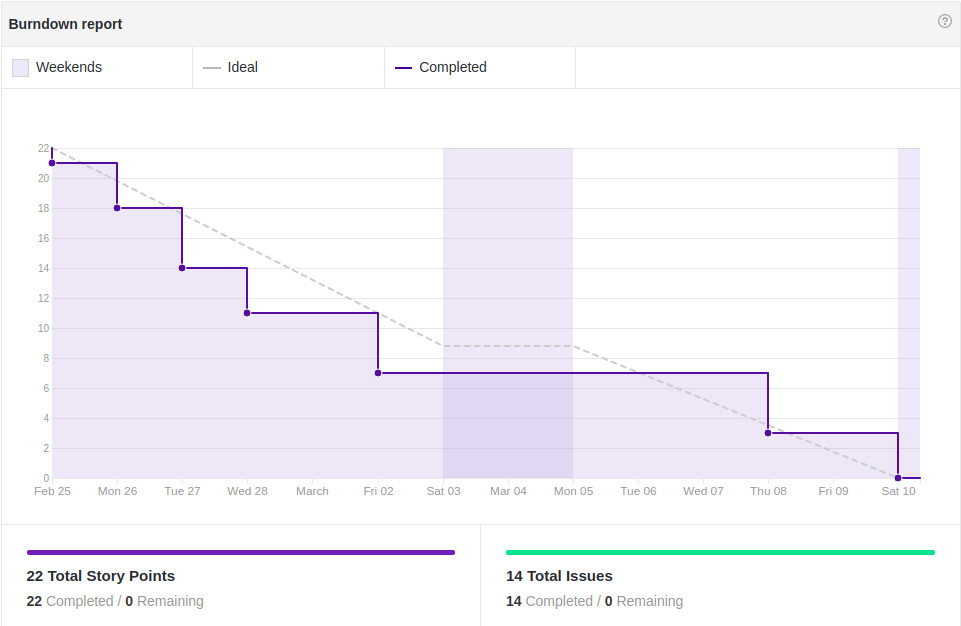 Burndown report
?
Weekends Ideal Completed
22
20
18
16
14
12
10
8
6
4
2
0
Feb 25 Mon 26 Tue 27 Wed 28 March Fri 02 Sat 03 Mar 04 Mon 05 Tue 06 Wed 07 Thu 08 Fri 09 Sat 10
22 Total Story Points
22 Completed / 0 Remaining
14 Total Issues
14 Completed / 0 Remaining